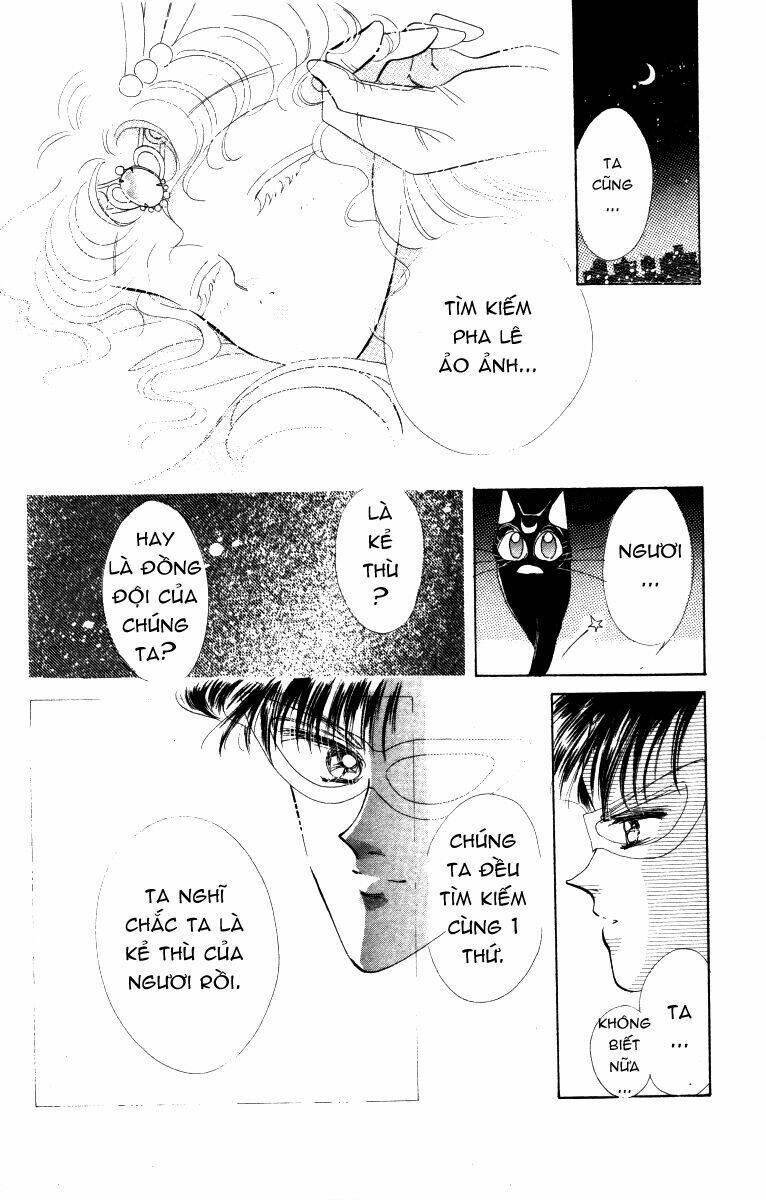 TA
CŨNG
...
TÌM KIẾM
PHA LÊ
ẢO ẢNH...
NGƯƠI
...
LÀ
KẺ
THÙ
?
HAY
LÀ ĐỒNG
ĐỘI CỦA
CHÚNG
TA?
TA
...
KHÔNG
BIẾT
NỮA
...
CHÚNG
TA ĐỀU
TÌM KIẾM
CÙNG 1
THỨ.
TA NGHĨ
CHẮC TA LÀ
KẺ THÙ CỦA
NGƯƠI RỒI.